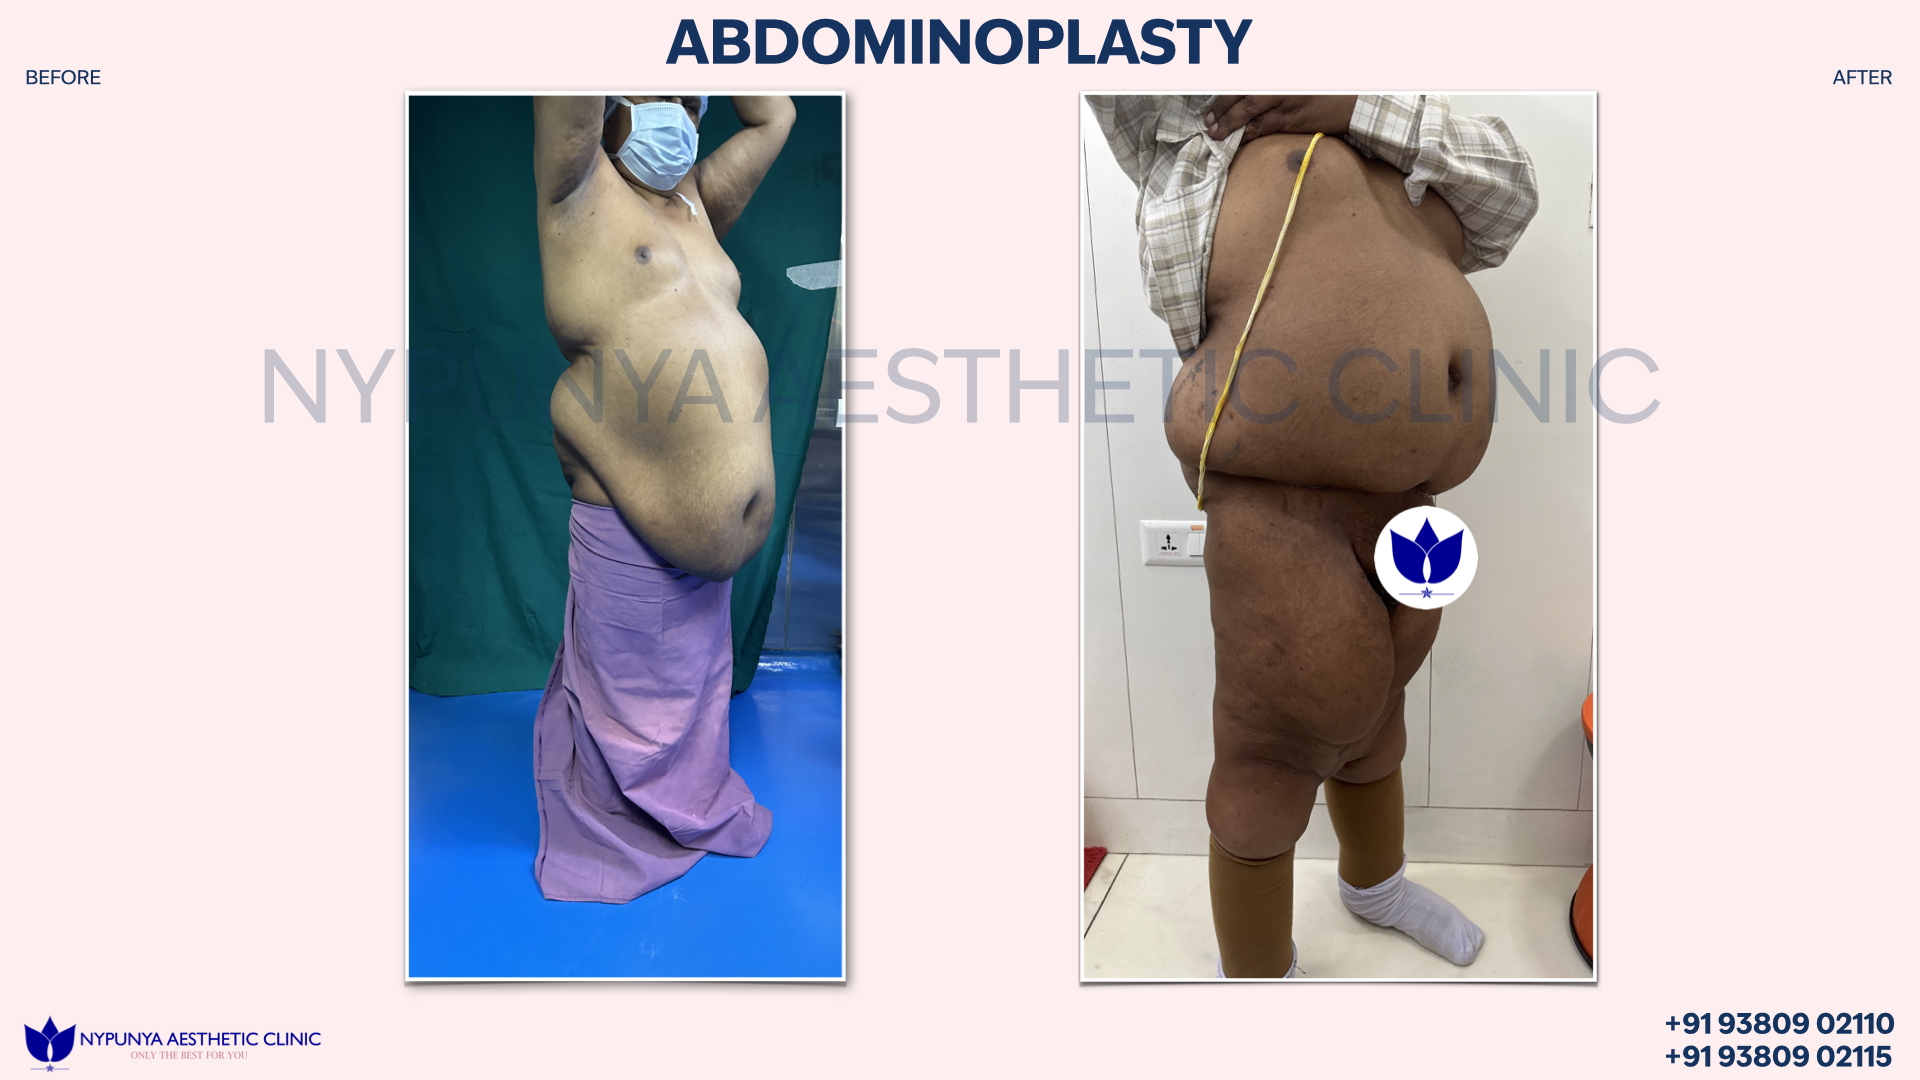 ABDOMINOPLASTY
BEFORE
AFTER
NYPUNYA AESTHETIC CLINIC
NYPUNYA AESTHETIC CLINIC
ONLY THE BEST FOR YOU
+91 93809 02110
+91 93809 02115